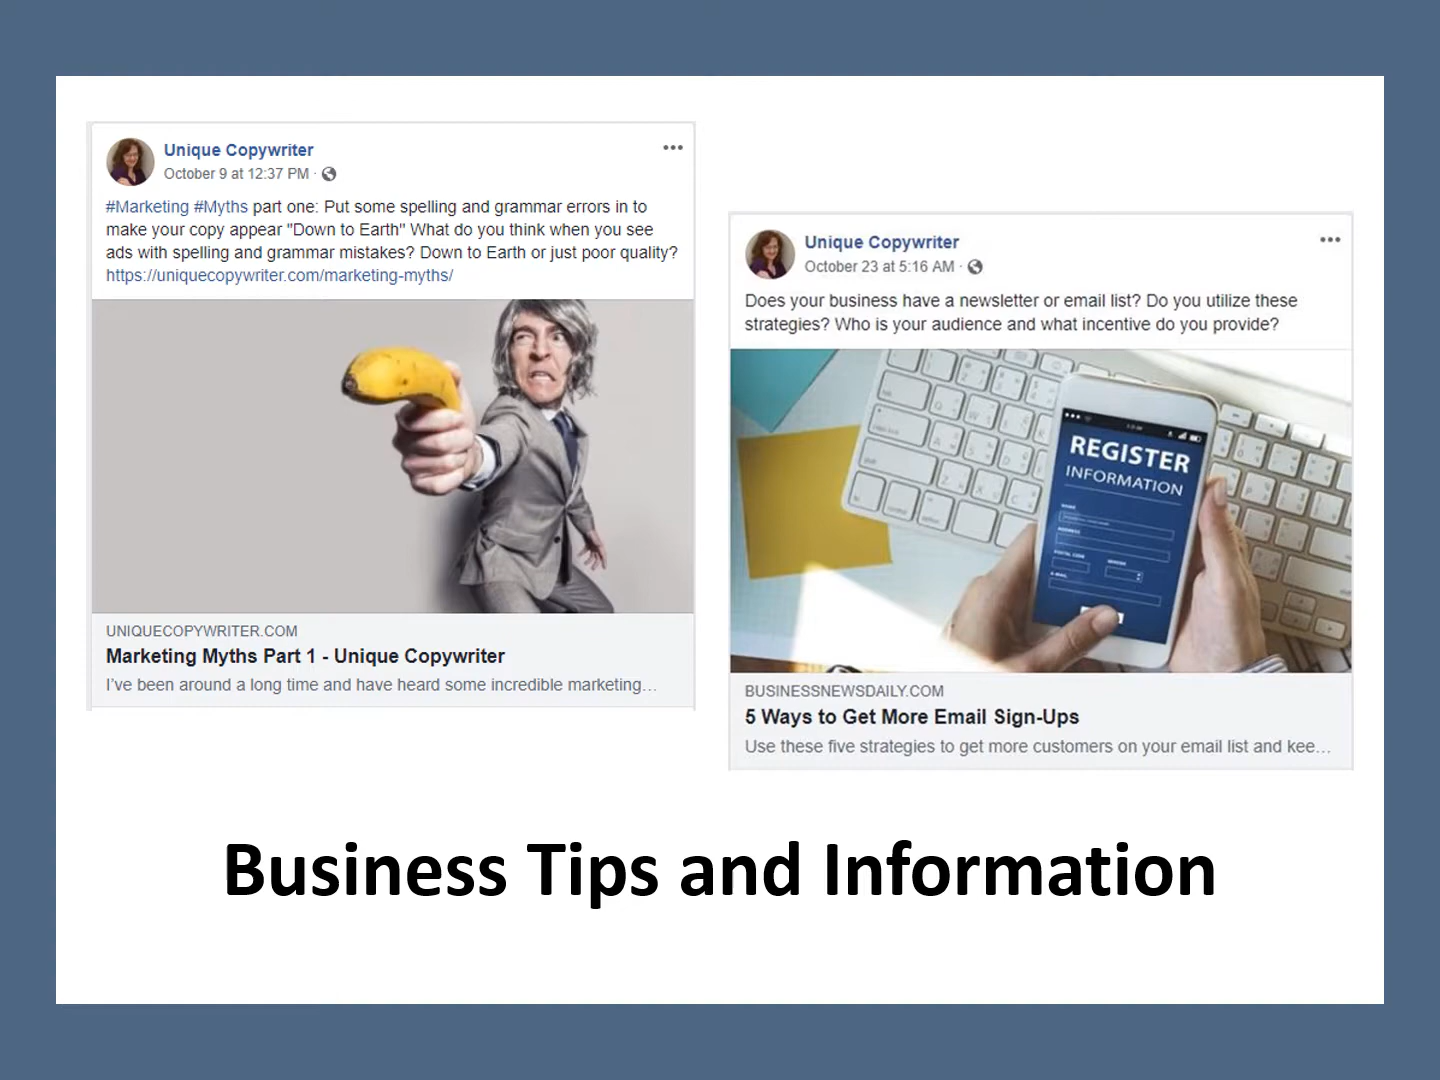 Unique Copywriter
October 9 at 12:37 PM ·
#Marketing #Myths part one: Put some spelling and grammar errors in to
make your copy appear "Down to Earth" What do you think when you see
ads with spelling and grammar mistakes? Down to Earth or just poor quality?
https://uniquecopywriter.com/marketing-myths/
UNIQUECOPYWRITER.COM
Marketing Myths Part 1 - Unique Copywriter
I've been around a long time and have heard some incredible marketing…
Unique Copywriter
October 23 at 5:16 AM ·
Does your business have a newsletter or email list? Do you utilize these
strategies? Who is your audience and what incentive do you provide?
REGISTER
INFORMATION
NAME
ADDRESS
POSTAL CODE
GENDER
E-MAIL
BUSINESSNEWSDAILY.COM
5 Ways to Get More Email Sign-Ups
Use these five strategies to get more customers on your email list and kee…
Business Tips and Information